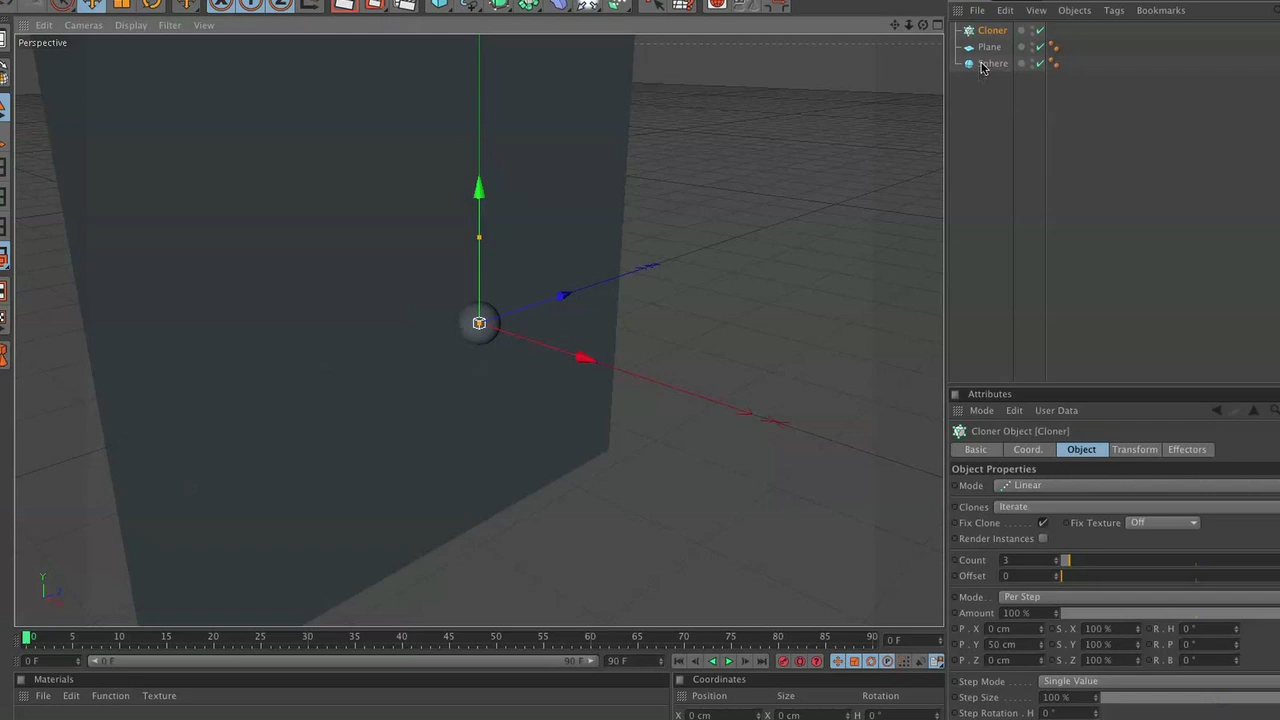 File Edit View Objects Tags Bookmarks
Edit Cameras Display Filter View
Perspective
Cloner
Plane
Sphere
Y
Z
Attributes
Mode Edit User Data
Cloner Object [Cloner]
Basic Coord. Object Transform Effectors
Object Properties
Mode Linear
Clones Iterate
Fix Clone . . . . . . ✓ Fix Texture Off
Render Instances
Count 3
Offset 0
Mode. . Per Step
Amount 100 %
P . X 0 cm S . X 100 % R . H 0 °
P . Y 50 cm S . Y 100 % R . P 0 °
P . Z 0 cm S . Z 100 % R . B 0 °
Step Mode . . . . . Single Value
Step Size . . . . . . 100 %
Step Rotation . H 0 °
0 5 10 15 20 25 30 35 40 45 50 55 60 65 70 75 80 85 90 0 F
0 F 0 F 90 F 90 F
Materials
File Edit Function Texture
Coordinates
Position Size Rotation
X 0 cm X 0 cm H 0 °